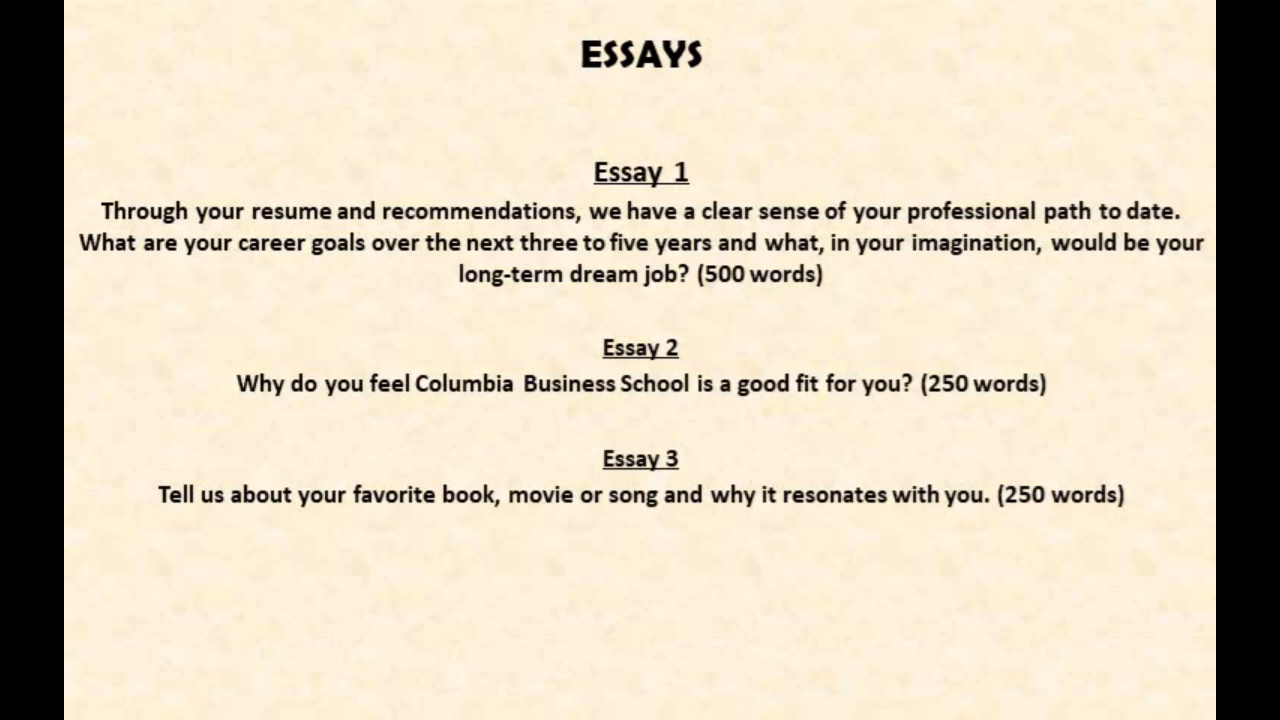 ESSAYS
Essay 1
Through your resume and recommendations, we have a clear sense of your professional path to date.
What are your career goals over the next three to five years and what, in your imagination, would be your
long-term dream job? (500 words)
Essay 2
Why do you feel Columbia Business School is a good fit for you? (250 words)
Essay 3
Tell us about your favorite book, movie or song and why it resonates with you. (250 words)